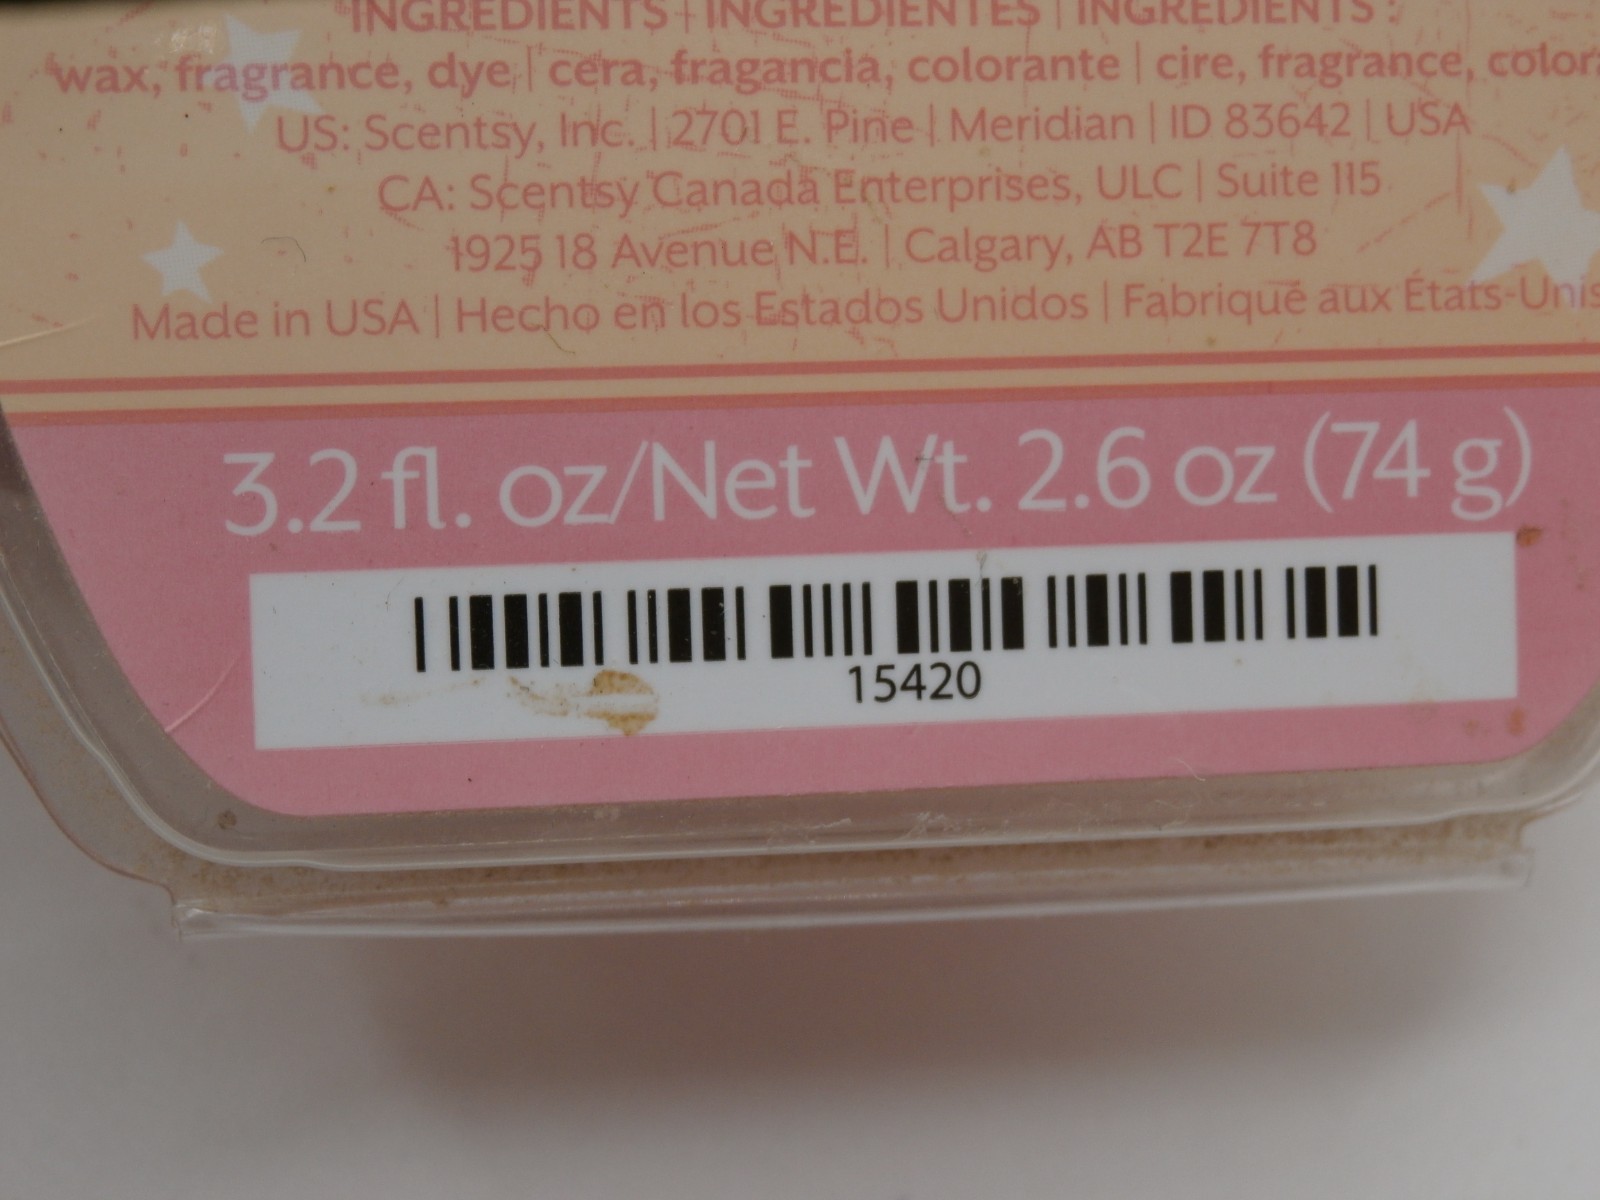 INGREDIENTS | INGREDIENTES | INGRÉDIENTS :
wax, fragrance, dye | cera, fragancia, colorante | cire, fragrance,
US: Scentsy, Inc. | 2701 E. Pine | Meridian | ID 83642 | USA
CA: Scentsy Canada Enterprises, ULC | Suite 115
1925 18 Avenue N.E. | Calgary, AB T2E 7T8
Made in USA | Hecho en los Estados Unidos | Fabriqué aux États-Unis
3.2 fl. oz/Net Wt. 2.6 oz (74 g)
15420